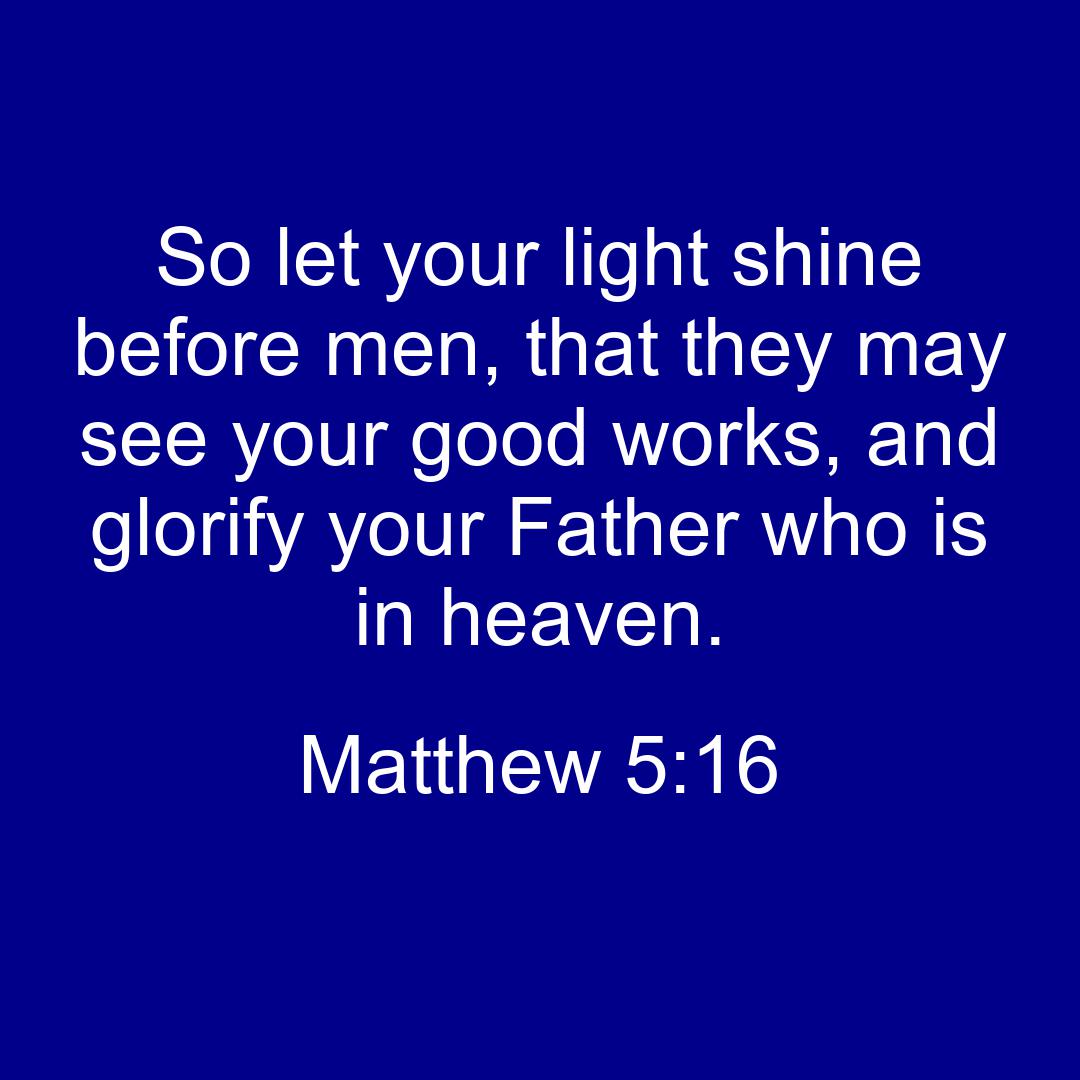 So let your light shine
before men, that they may
see your good works, and
glorify your Father who is
in heaven.
Matthew 5:16